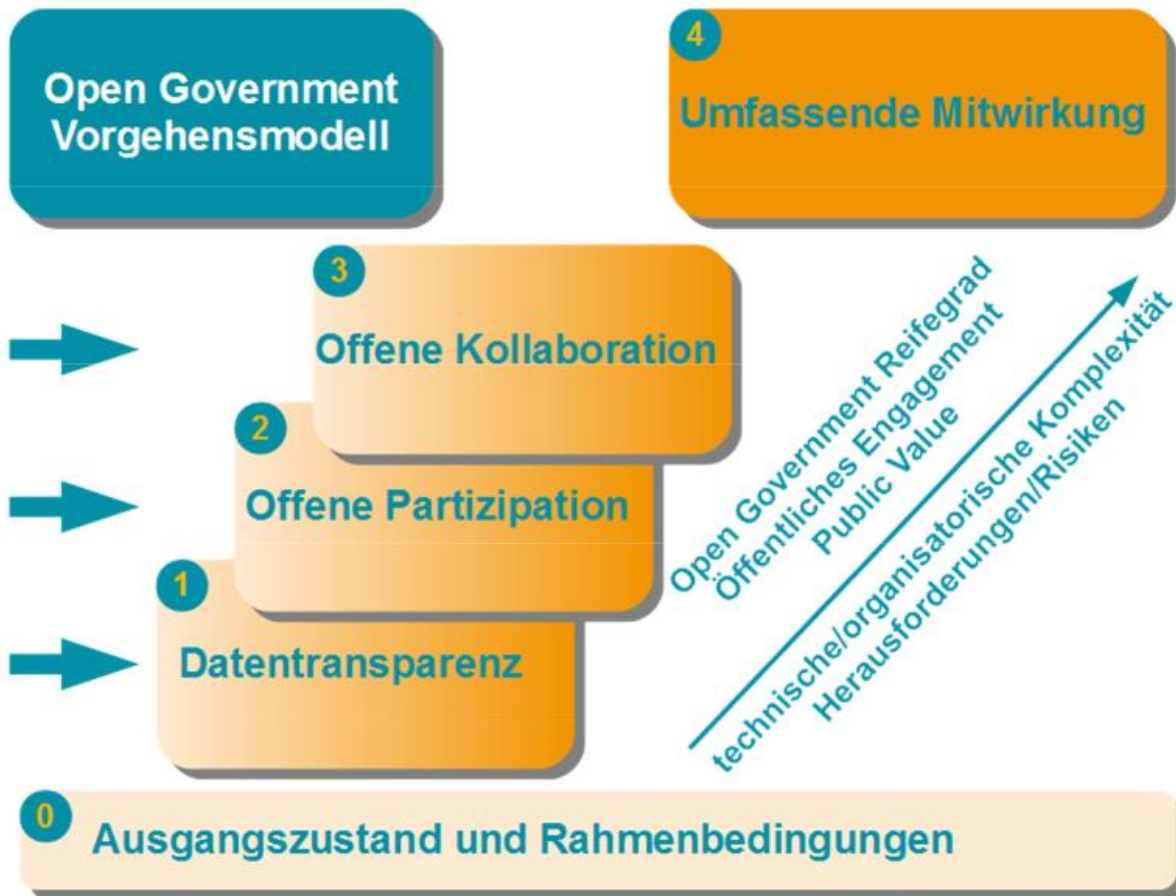 Open Government
Vorgehensmodell
4
Umfassende Mitwirkung
3
Offene Kollaboration
2
Offene Partizipation
1
Datentransparenz
Open Government Reifegrad
Öffentliches Engagement
Public Value
technische/organisatorische Komplexität
Herausforderungen/Risiken
0
Ausgangszustand und Rahmenbedingungen